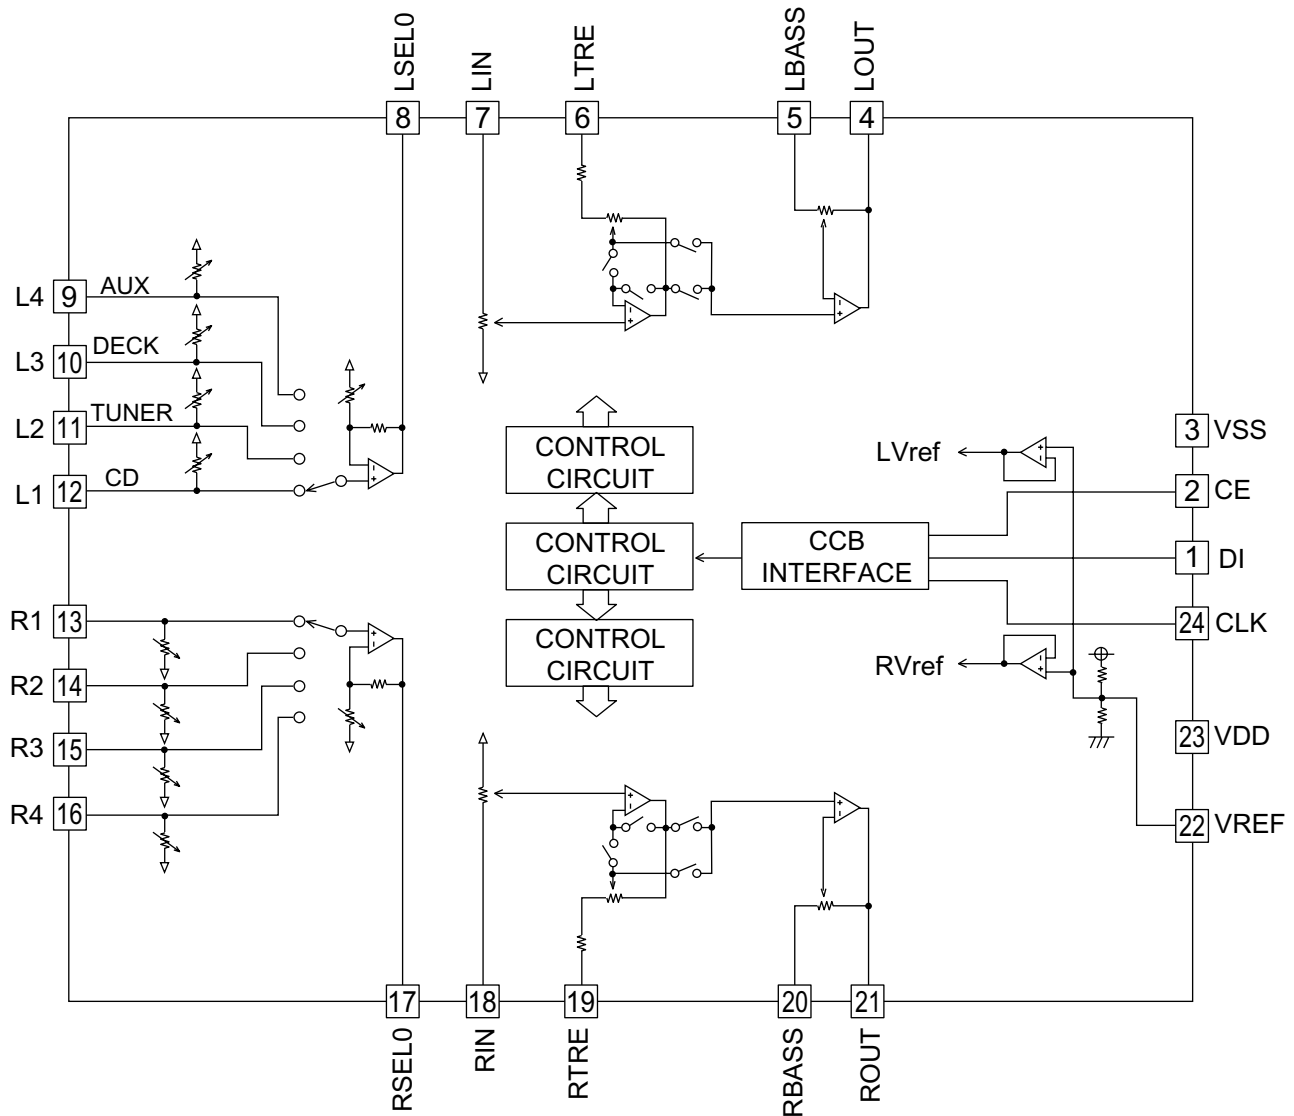 LSEL0
LIN
LTRE
LBASS
LOUT
8
7
6
5
4
L4 9 AUX
L3 10 DECK
L2 11 TUNER
L1 12 CD
R1 13
R2 14
R3 15
R4 16
CONTROL
CIRCUIT
CONTROL
CIRCUIT
CONTROL
CIRCUIT
CCB
INTERFACE
LVref
RVref
3 VSS
2 CE
1 DI
24 CLK
23 VDD
22 VREF
17
18
19
20
21
RSEL0
RIN
RTRE
RBASS
ROUT